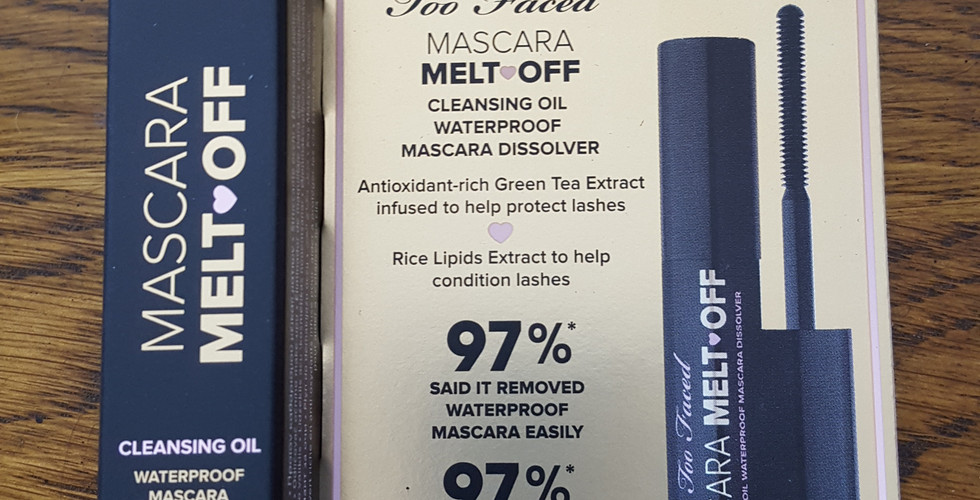 MASCARA
MELT OFF
CLEANSING OIL
WATERPROOF
MASCARA
Too Faced
MASCARA
MELT OFF
CLEANSING OIL
WATERPROOF
MASCARA DISSOLVER
Antioxidant-rich Green Tea Extract
infused to help protect lashes
Rice Lipids Extract to help
condition lashes
97%*
SAID IT REMOVED
WATERPROOF
MASCARA EASILY
97%*
Too Faced
ARA MELT OFF
OIL WATERPROOF MASCARA DISSOLVER